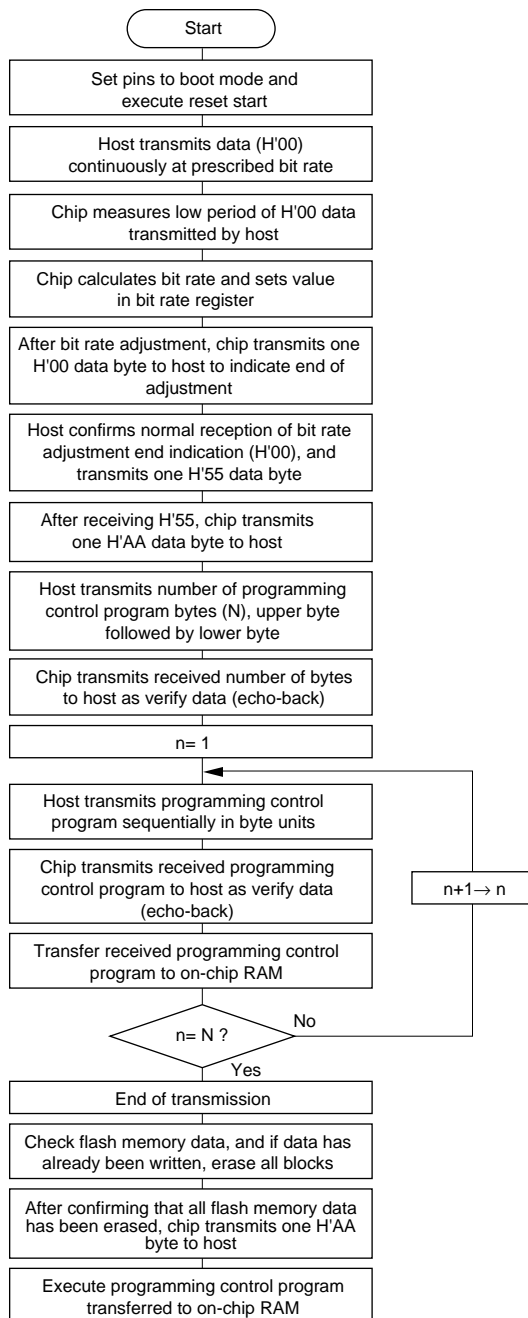 Start
Set pins to boot mode and
execute reset start
Host transmits data (H'00)
continuously at prescribed bit rate
Chip measures low period of H'00 data
transmitted by host
Chip calculates bit rate and sets value
in bit rate register
After bit rate adjustment, chip transmits one
H'00 data byte to host to indicate end of
adjustment
Host confirms normal reception of bit rate
adjustment end indication (H'00), and
transmits one H'55 data byte
After receiving H'55, chip transmits
one H'AA data byte to host
Host transmits number of programming
control program bytes (N), upper byte
followed by lower byte
Chip transmits received number of bytes
to host as verify data (echo-back)
n= 1
Host transmits programming control
program sequentially in byte units
Chip transmits received programming
control program to host as verify data
(echo-back)
n+1→ n
Transfer received programming control
program to on-chip RAM
n= N ?
No
Yes
End of transmission
Check flash memory data, and if data has
already been written, erase all blocks
After confirming that all flash memory data
has been erased, chip transmits one H'AA
byte to host
Execute programming control program
transferred to on-chip RAM